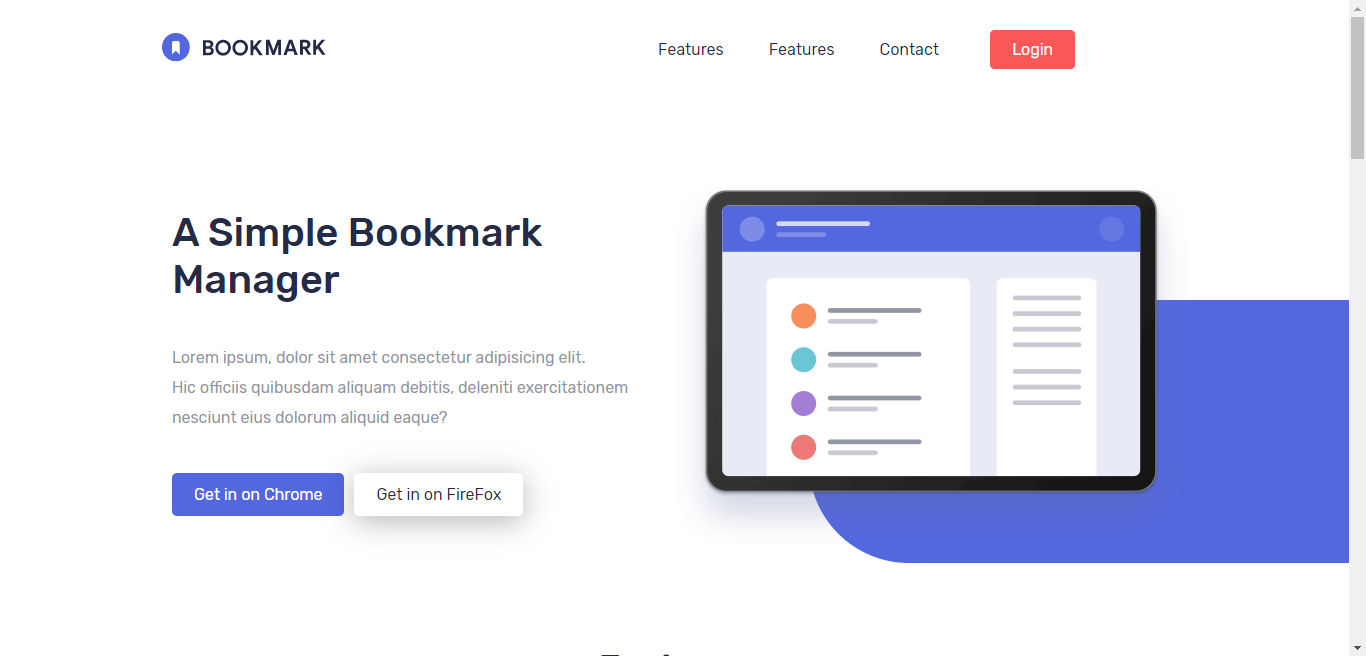 BOOKMARK
Features
Features
Contact
Login
A Simple Bookmark
Manager
Lorem ipsum, dolor sit amet consectetur adipisicing elit.
Hic officiis quibusdam aliquam debitis, deleniti exercitationem
nesciunt eius dolorum aliquid eaque?
Get in on Chrome
Get in on FireFox